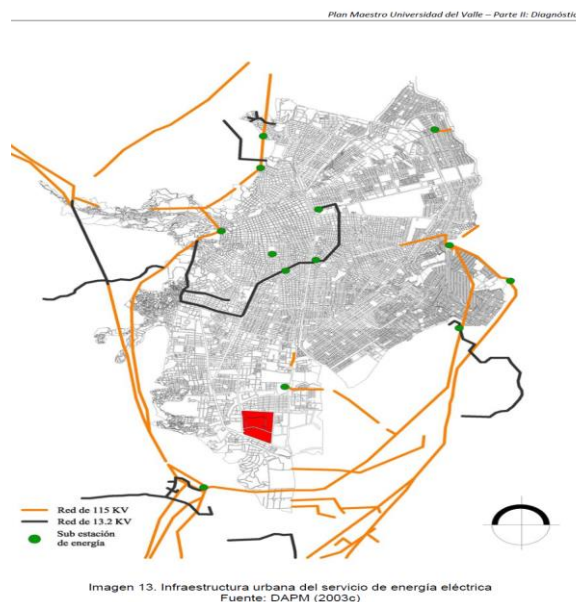 Plan Maestro Universidad del Valle – Parte II: Diagnóstic
Red de 115 KV
Red de 13.2 KV
Sub estación
de energía
Imagen 13. Infraestructura urbana del servicio de energía eléctrica
Fuente: DAPM (2003c)